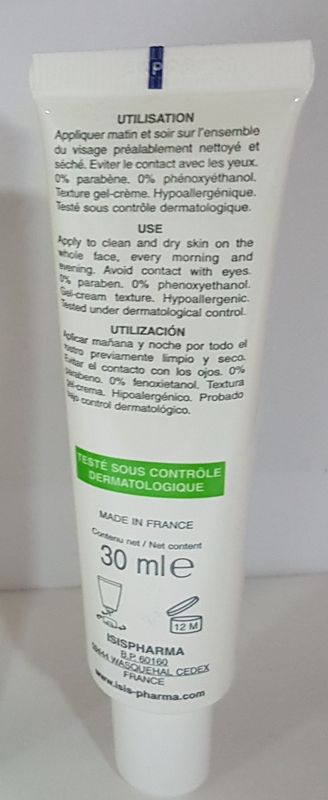 P
UTILISATION
Appliquer matin et soir sur l'ensemble
du visage préalablement nettoyé et
séché. Eviter le contact avec les yeux.
0% parabène. 0% phénoxyéthanol.
Texture gel-crème. Hypoallergénique.
Testé sous contrôle dermatologique.
USE
Apply to clean and dry skin on the
whole face, every morning and
evening. Avoid contact with eyes.
0% paraben. 0% phenoxyethanol.
Gel-cream texture. Hypoallergenic.
Tested under dermatological control.
UTILIZACIÓN
Aplicar mañana y noche por todo el
rostro previamente limpio y seco.
Evitar el contacto con los ojos. 0%
parabeno. 0% fenoxietanol. Textura
gel-crema. Hipoalergénico. Probado
bajo control dermatológico.
TESTÉ SOUS CONTRÔLE
DERMATOLOGIQUE
MADE IN FRANCE
Contenu net / Net content
30 ml e
12 M
ISISPHARMA
B.P. 60160
WASQUEHAL CEDEX
FRANCE
www.isis-pharma.com